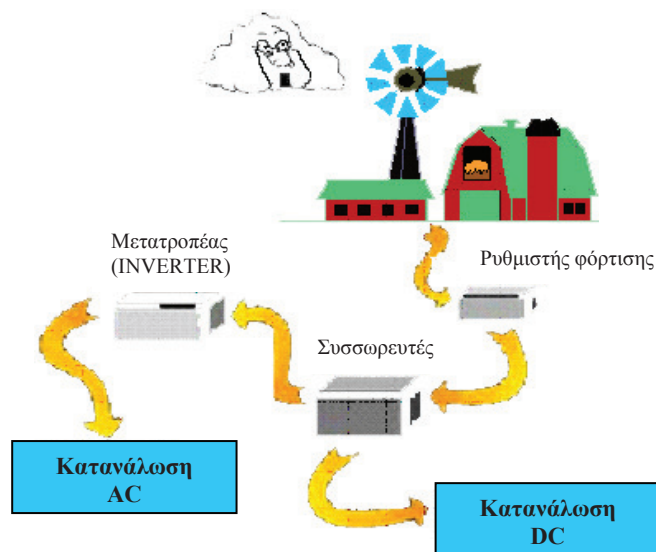 Μετατροπέας
(INVERTER)
Ρυθμιστής φόρτισης
Συσσωρευτές
Κατανάλωση
AC
Κατανάλωση
DC